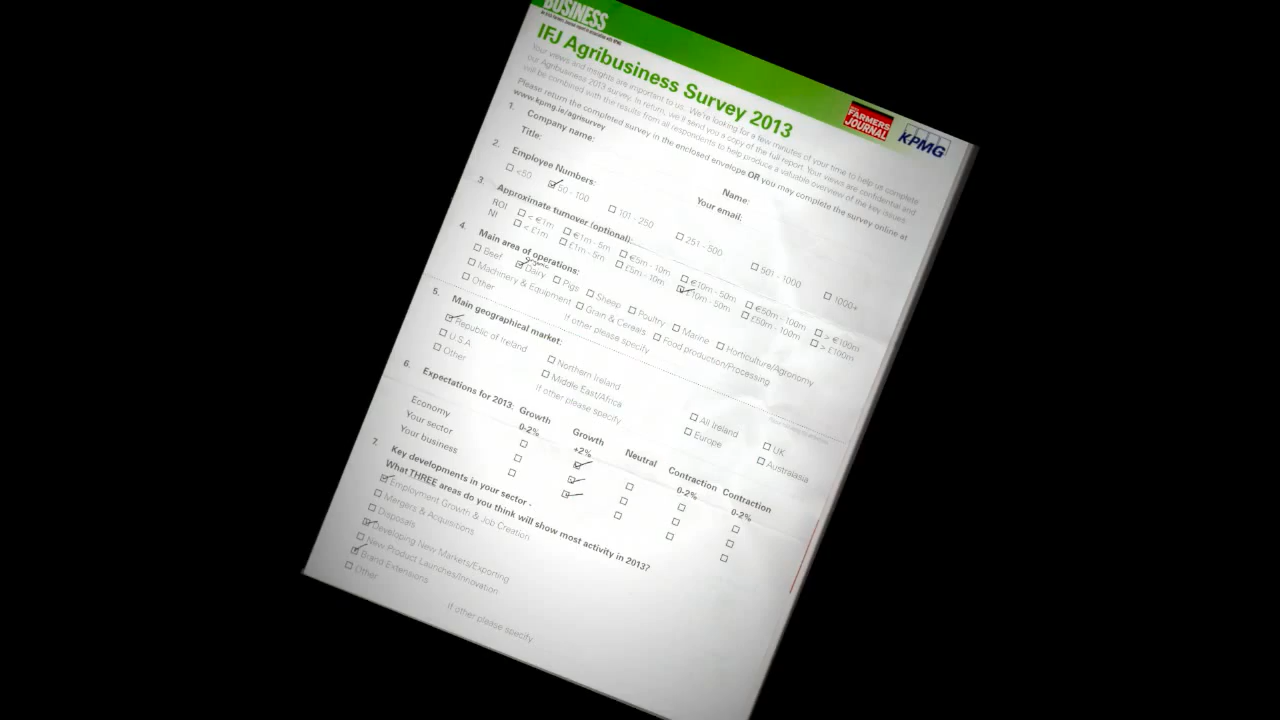 BUSINESS
IFJ Agribusiness Survey 2013
FARMERS JOURNAL
KPMG
Your views and insights are important to us. We're looking for a few minutes of your time to help us complete
our Agribusiness 2013 survey. In return, we'll send you a copy of the full report. Your views are confidential and
will be combined with the results from all respondents to help produce a valuable overview of the key issues.
Please return the completed survey in the enclosed envelope OR you may complete the survey online at
www.kpmg.ie/agrisurvey
1. Company name: Name:
Title: Your email:
2. Employee Numbers:
<50 50 - 100 101 - 250 251 - 500 501 - 1000 1000+
3. Approximate turnover (optional):
ROI < €1m €1m - 5m €5m - 10m €10m - 50m €50m - 100m > €100m
NI < £1m £1m - 5m £5m - 10m £10m - 50m £50m - 100m > £100m
4. Main area of operations:
organic
Beef Dairy Pigs Sheep Poultry Marine Horticulture/Agronomy
Machinery & Equipment Grain & Cereals Food production/Processing
Other If other please specify
5. Main geographical market:
Republic of Ireland Northern Ireland All Ireland UK
U.S.A. Middle East/Africa Europe Australasia
Other If other please specify
6. Expectations for 2013: Growth Growth Neutral Contraction Contraction
0-2% +2% 0-2% 0-2%
Economy
Your sector
Your business
7. Key developments in your sector -
What THREE areas do you think will show most activity in 2013?
Employment Growth & Job Creation
Mergers & Acquisitions
Disposals
Developing New Markets/Exporting
New Product Launches/Innovation
Brand Extensions
Other If other please specify